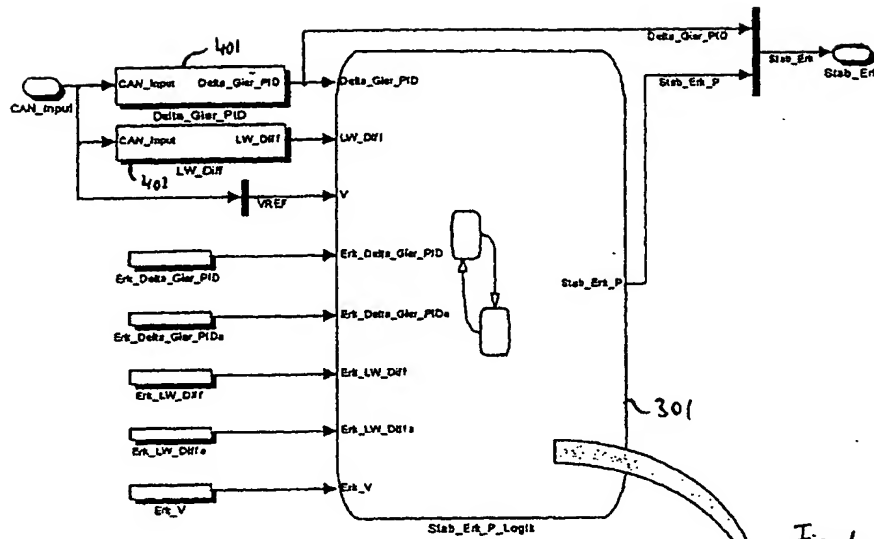 401
Delta_Gier_PID
CAN_Input Delta_Gier_PID
Delta_Gier_PID
Stab_Erk
Stab_Erk
CAN_Input
Delta_Gier_PID
Stab_Erk_P
CAN_Input LW_Diff
LW_Diff
LW_Diff
402
VREF
V
Erk_Delta_Gier_PID
Erk_Delta_Gier_PID
Stab_Erk_P
Erk_Delta_Gier_PIDa
Erk_Delta_Gier_PIDa
Erk_LW_Diff
Erk_LW_Diff
301
Erk_LW_Diffa
Erk_LW_Diffa
Erk_V
Erk_V
Stab_Erk_P_Logik